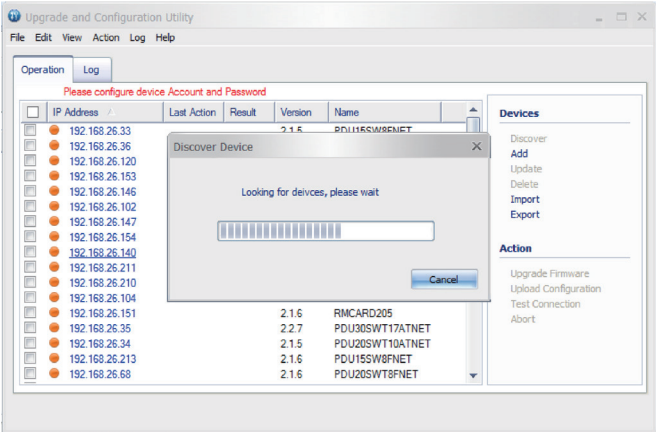 Upgrade and Configuration Utility
File Edit View Action Log Help
Operation Log
Please configure device Account and Password
IP Address Last Action Result Version Name
192.168.26.33 2.1.5 PDU15SW8FNET
192.168.26.36
192.168.26.120
192.168.26.153
192.168.26.146
192.168.26.102
192.168.26.147
192.168.26.154
192.168.26.140
192.168.26.211
192.168.26.210
192.168.26.104
192.168.26.151 2.1.6 RMCARD205
192.168.26.35 2.2.7 PDU30SWT17ATNET
192.168.26.34 2.1.5 PDU20SWT10ATNET
192.168.26.213 2.1.6 PDU15SW8FNET
192.168.26.68 2.1.6 PDU20SWT8FNET
Discover Device
Looking for deivces, please wait
Cancel
Devices
Discover
Add
Update
Delete
Import
Export
Action
Upgrade Firmware
Upload Configuration
Test Connection
Abort